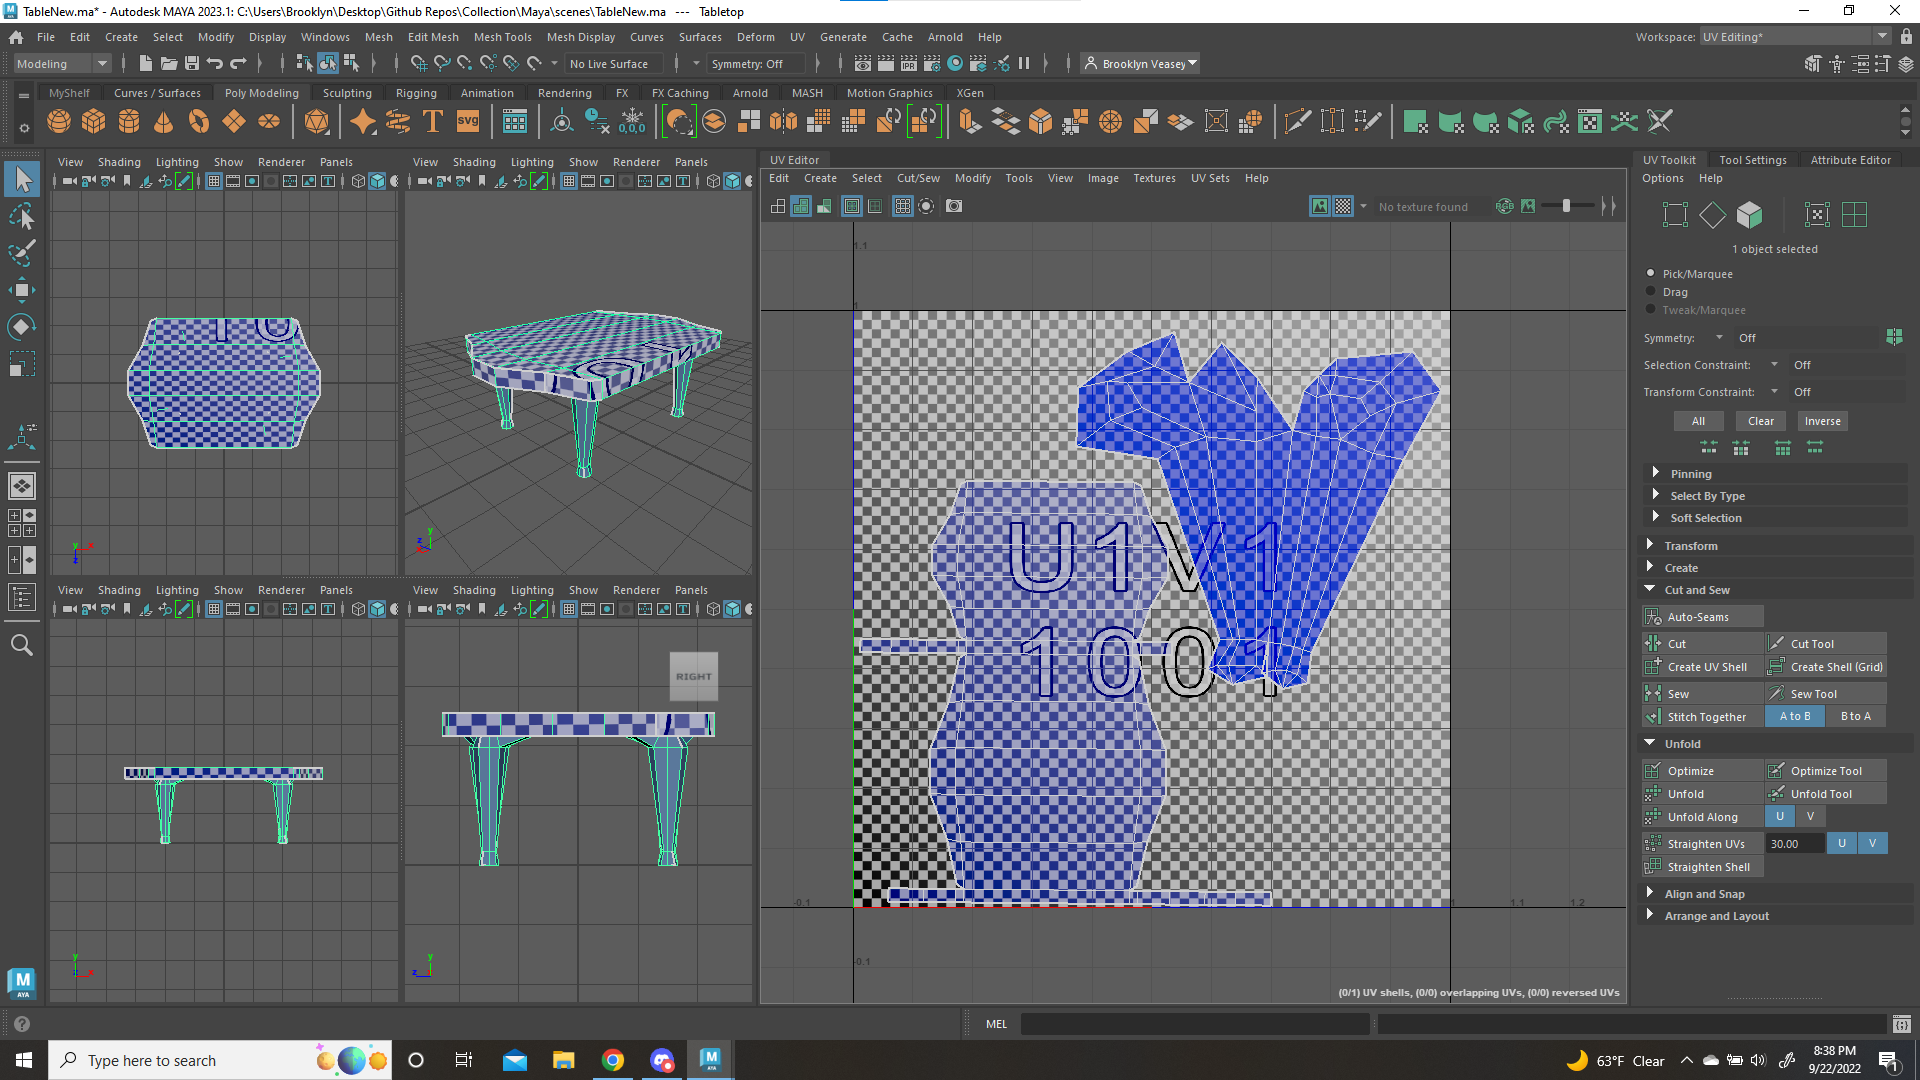 TableNew.ma* - Autodesk MAYA 2023.1: C:\Users\Brooklyn\Desktop\Github Repos\Collection\Maya\scenes\TableNew.ma --- Tabletop
File Edit Create Select Modify Display Windows Mesh Edit Mesh Mesh Tools Mesh Display Curves Surfaces Deform UV Generate Cache Arnold Help Workspace: UV Editing*
Modeling No Live Surface Symmetry: Off Brooklyn Veasey
MyShelf Curves / Surfaces Poly Modeling Sculpting Rigging Animation Rendering FX FX Caching Arnold MASH Motion Graphics XGen
T svg 0,0,0
View Shading Lighting Show Renderer Panels
View Shading Lighting Show Renderer Panels
UV Editor
Edit Create Select Cut/Sew Modify Tools View Image Textures UV Sets Help
No texture found RGB
1.1
1
U1V1
1001
-0.1 1 1.1 1.2
-0.1
(0/1) UV shells, (0/0) overlapping UVs, (0/0) reversed UVs
View Shading Lighting Show Renderer Panels
View Shading Lighting Show Renderer Panels
RIGHT
y x z
z y x
y z x
z y
UV Toolkit Tool Settings Attribute Editor
Options Help
1 object selected
Pick/Marquee
Drag
Tweak/Marquee
Symmetry: Off
Selection Constraint: Off
Transform Constraint: Off
All Clear Inverse
Pinning
Select By Type
Soft Selection
Transform
Create
Cut and Sew
Auto-Seams
Cut Cut Tool
Create UV Shell Create Shell (Grid)
Sew Sew Tool
Stitch Together A to B B to A
Unfold
Optimize Optimize Tool
Unfold Unfold Tool
Unfold Along U V
Straighten UVs 30.00 U V
Straighten Shell
Align and Snap
Arrange and Layout
M
AYA
MEL
Type here to search
63°F Clear
8:38 PM
9/22/2022
1